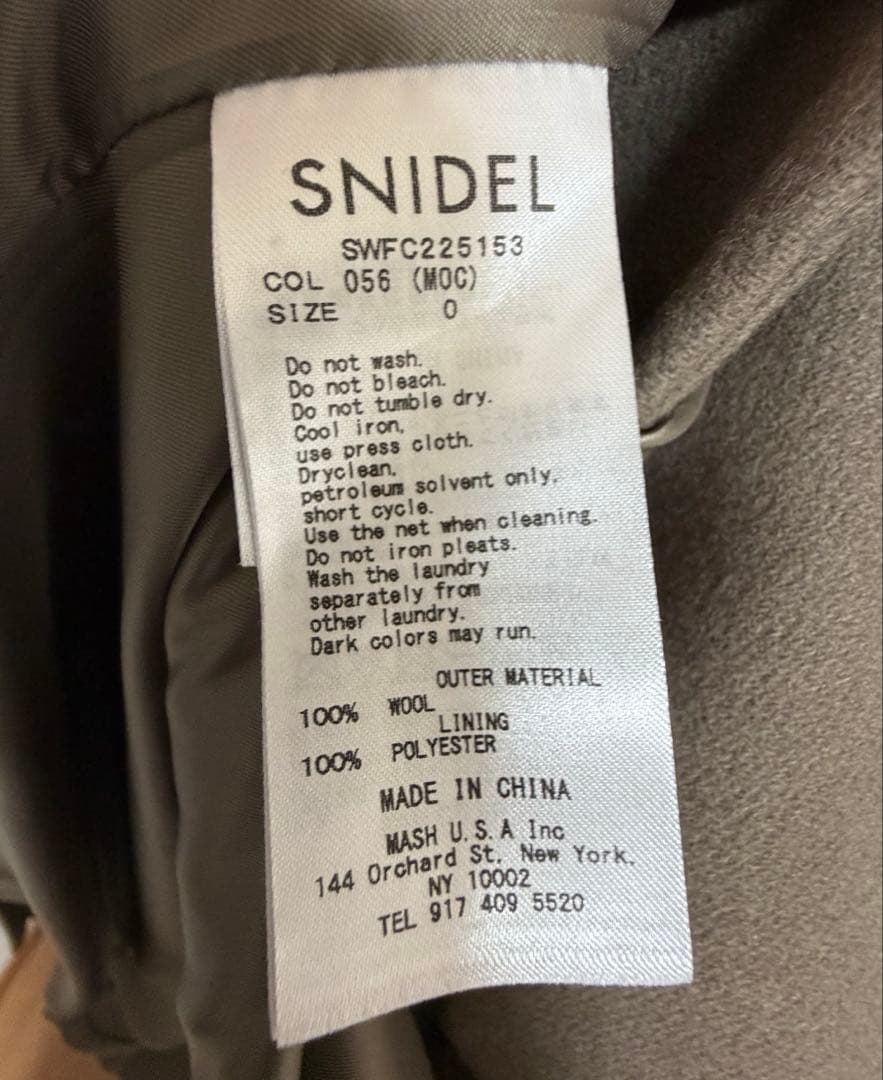 SNIDEL
SWFC225153
COL 056 (MOC)
SIZE 0
Do not wash.
Do not bleach.
Do not tumble dry.
Cool iron,
use press cloth.
Dryclean,
petroleum solvent only,
short cycle.
Use the net when cleaning.
Do not iron pleats.
Wash the laundry
separately from
other laundry.
Dark colors may run.
OUTER MATERIAL
100% WOOL
LINING
100% POLYESTER
MADE IN CHINA
MASH U.S.A Inc
144 Orchard St. New York,
NY 10002
TEL 917 409 5520